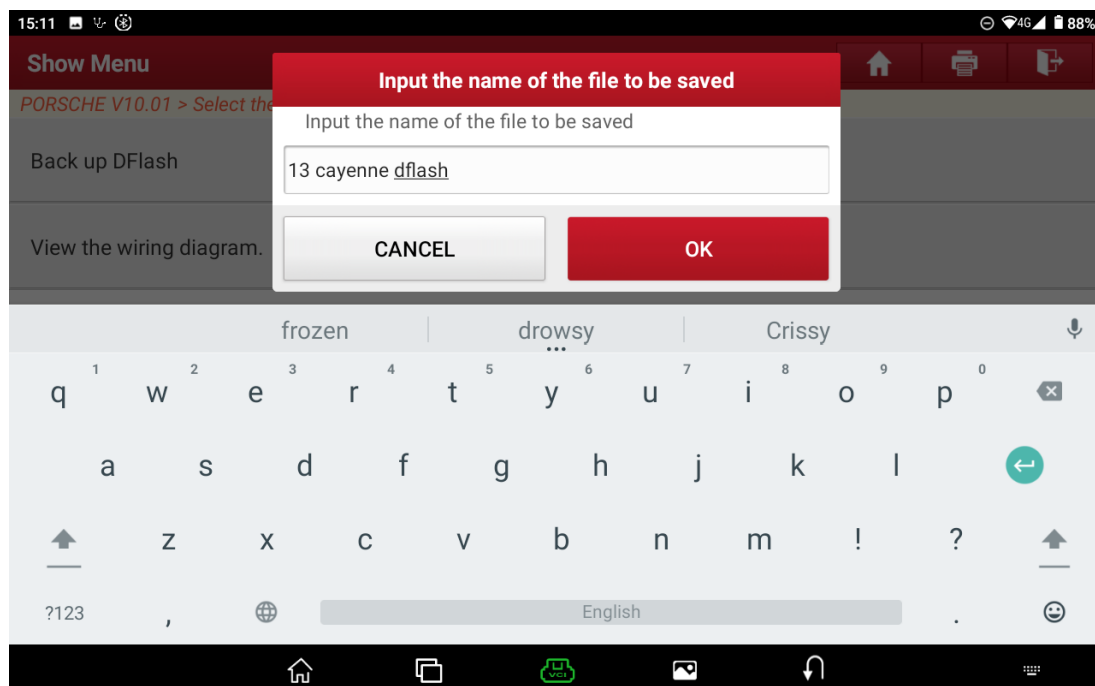 15:11 4G 88%
Show Menu
Input the name of the file to be saved
PORSCHE V10.01 > Select the
Input the name of the file to be saved
Back up DFlash
13 cayenne dflash
View the wiring diagram.
CANCEL OK
frozen drowsy Crissy
1 2 3 4 5 6 7 8 9 0
q w e r t y u i o p
a s d f g h j k l
z x c v b n m ! ?
?123 , English .
VCI